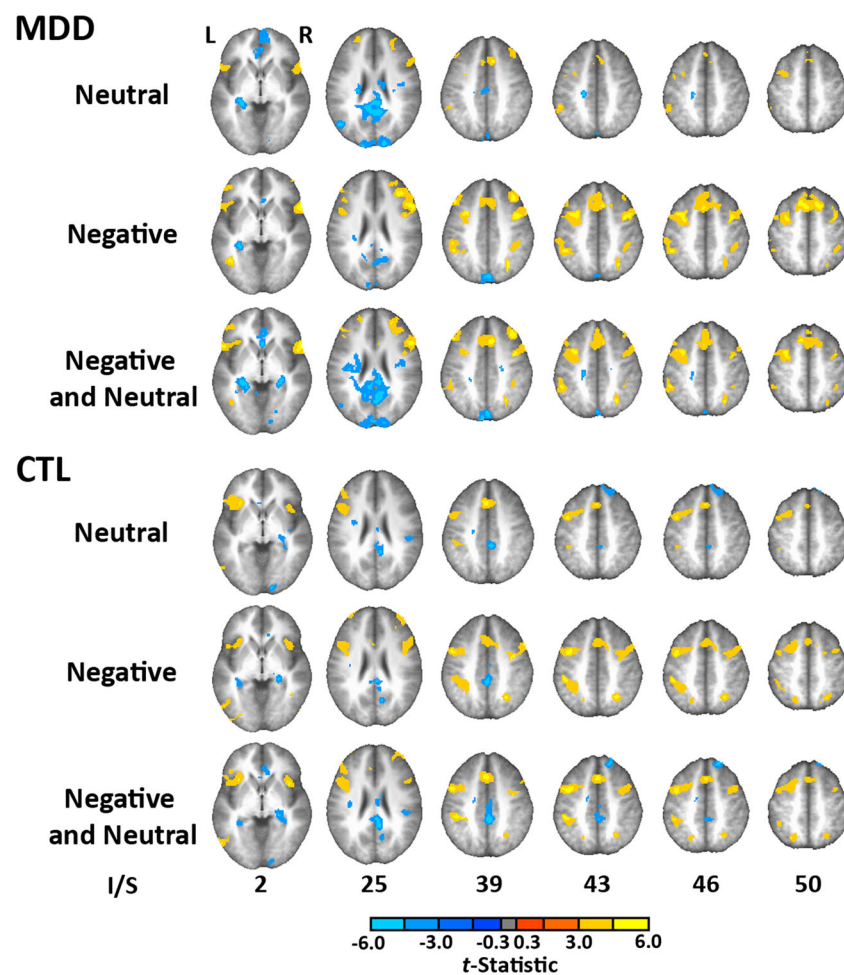 MDD
L R
Neutral
Negative
Negative
and Neutral
CTL
Neutral
Negative
Negative
and Neutral
I/S 2 25 39 43 46 50
-6.0 -3.0 -0.3 0.3 3.0 6.0
t-Statistic